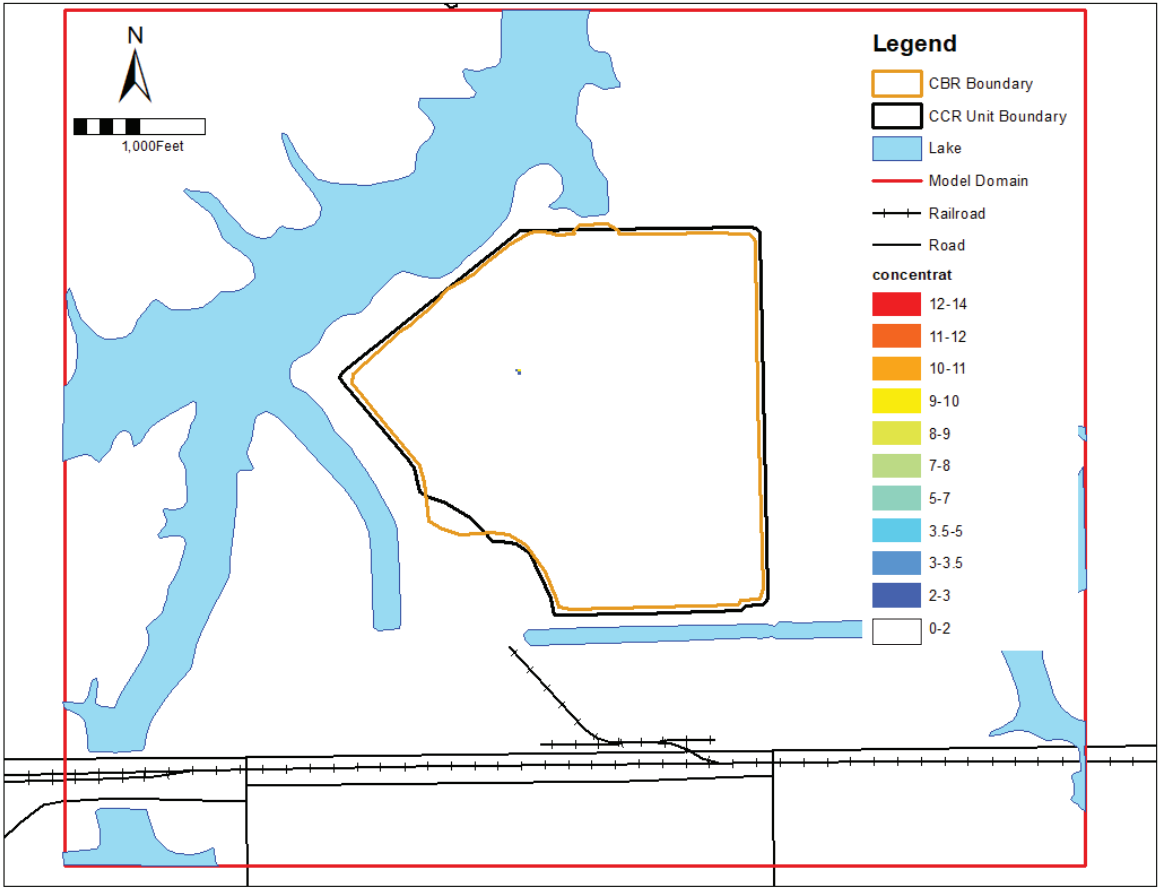 N
1,000Feet
Legend
CBR Boundary
CCR Unit Boundary
Lake
Model Domain
Railroad
Road
concentrat
12-14
11-12
10-11
9-10
8-9
7-8
5-7
3.5-5
3-3.5
2-3
0-2